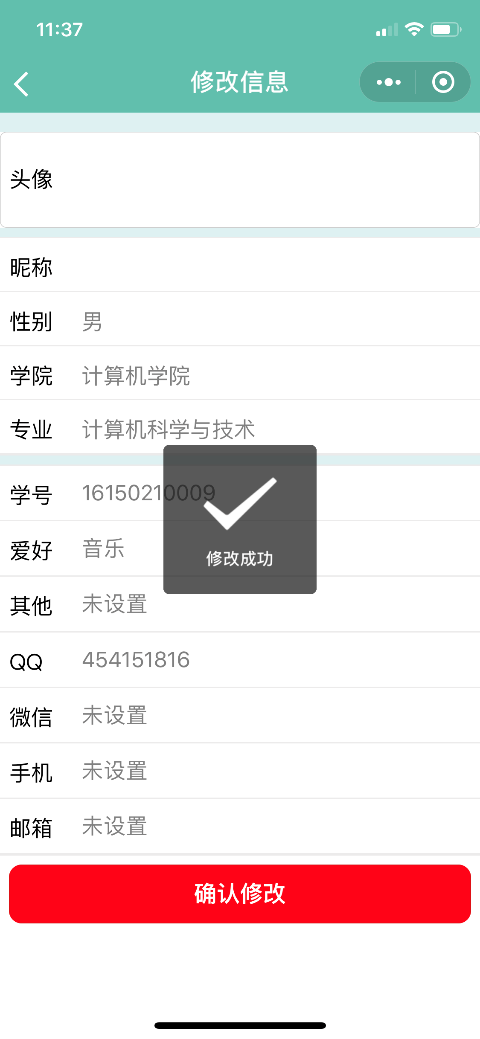 11:37
修改信息
头像
昵称
性别 男
学院 计算机学院
专业 计算机科学与技术
学号 16150210009
爱好 音乐
修改成功
其他 未设置
QQ 454151816
微信 未设置
手机 未设置
邮箱 未设置
确认修改